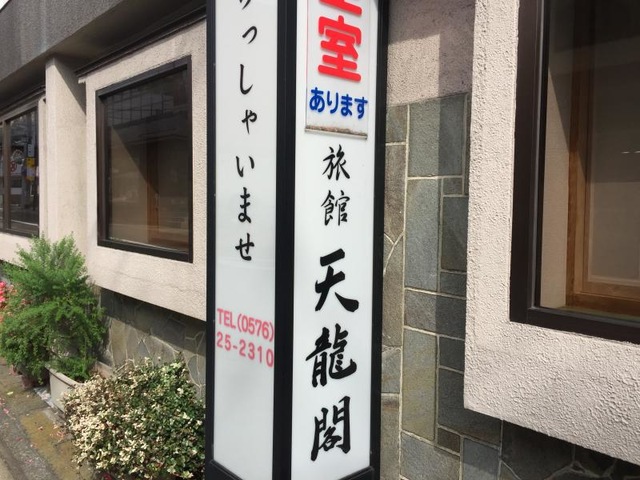 っしゃいませ
TEL(0576)
25-2310
室
あります
旅館
天龍閣